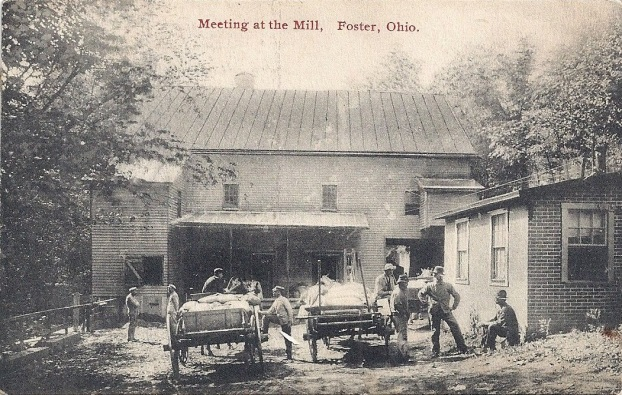 Meeting at the Mill, Foster, Ohio.